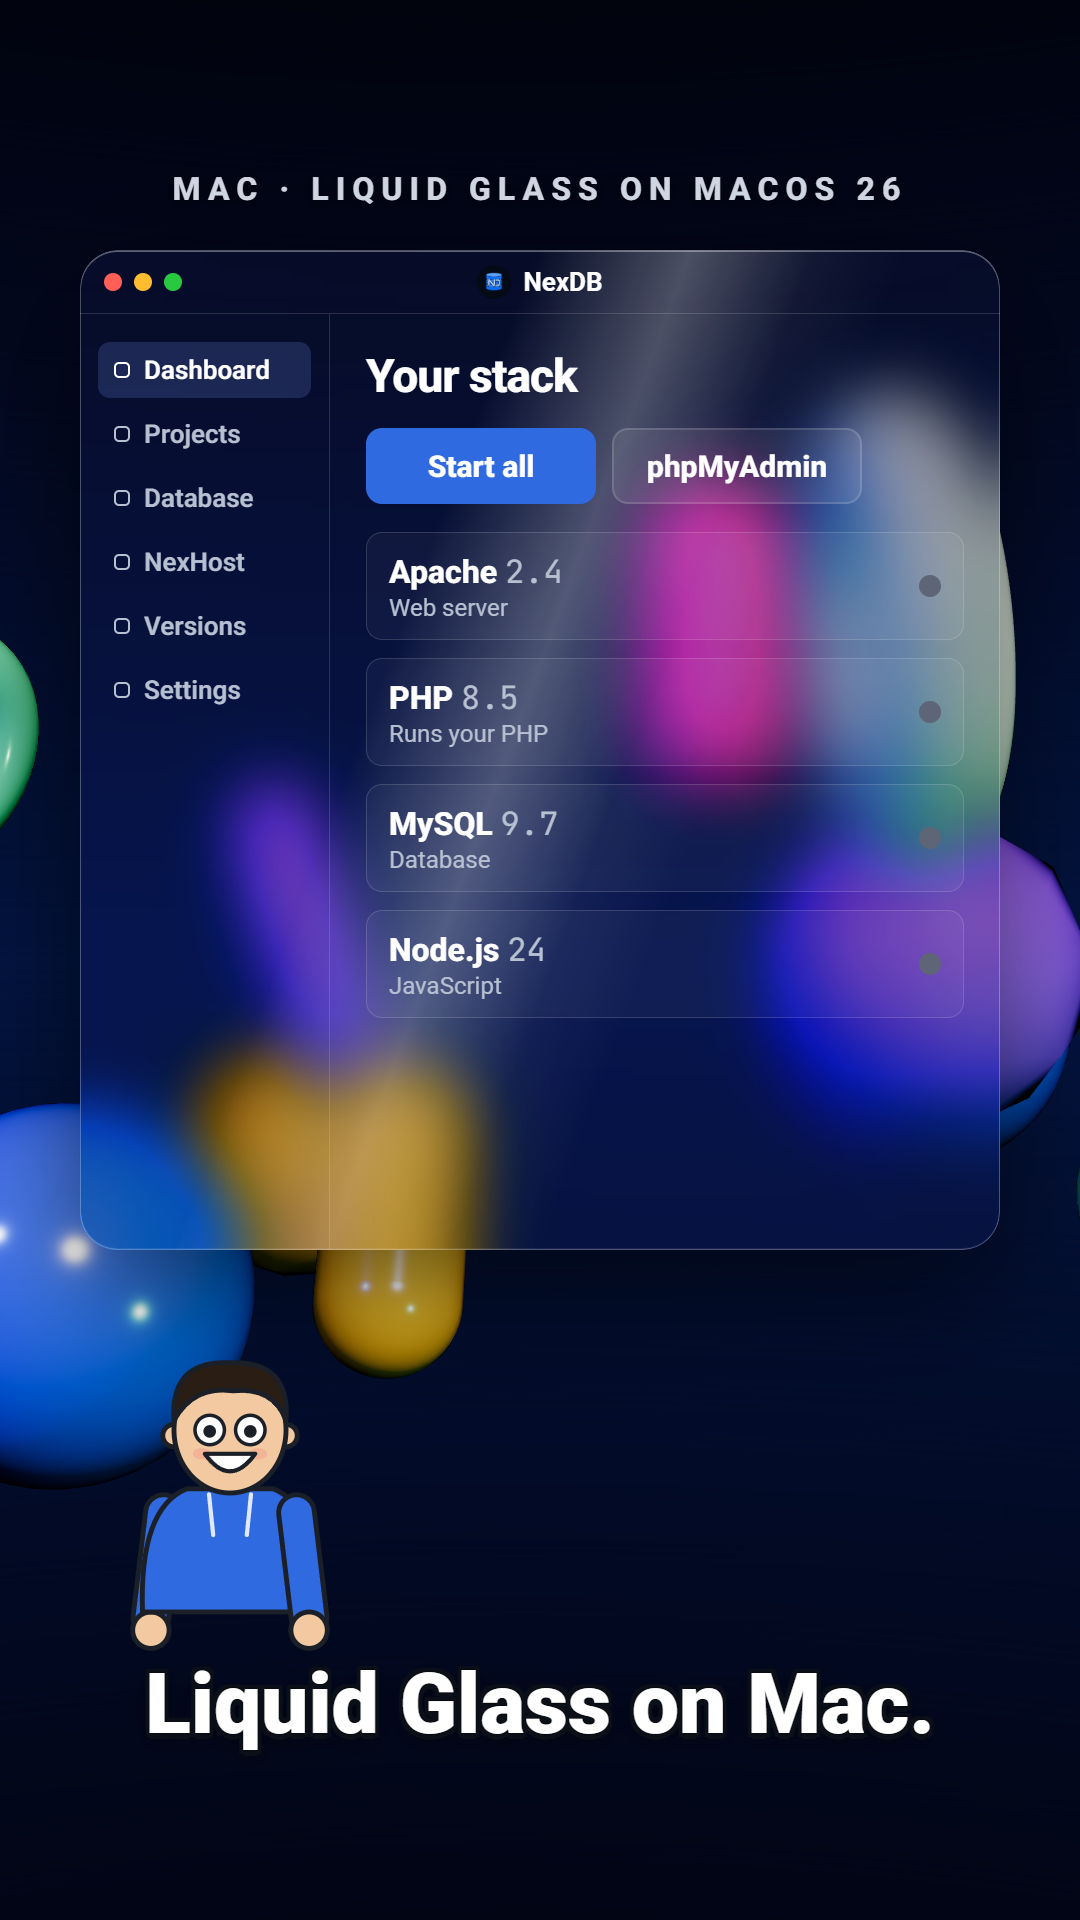 MAC · LIQUID GLASS ON MACOS 26
NexDB
Dashboard
Projects
Database
NexHost
Versions
Settings
Your stack
Start all
phpMyAdmin
Apache 2.4
Web server
PHP 8.5
Runs your PHP
MySQL 9.7
Database
Node.js 24
JavaScript
Liquid Glass on Mac.